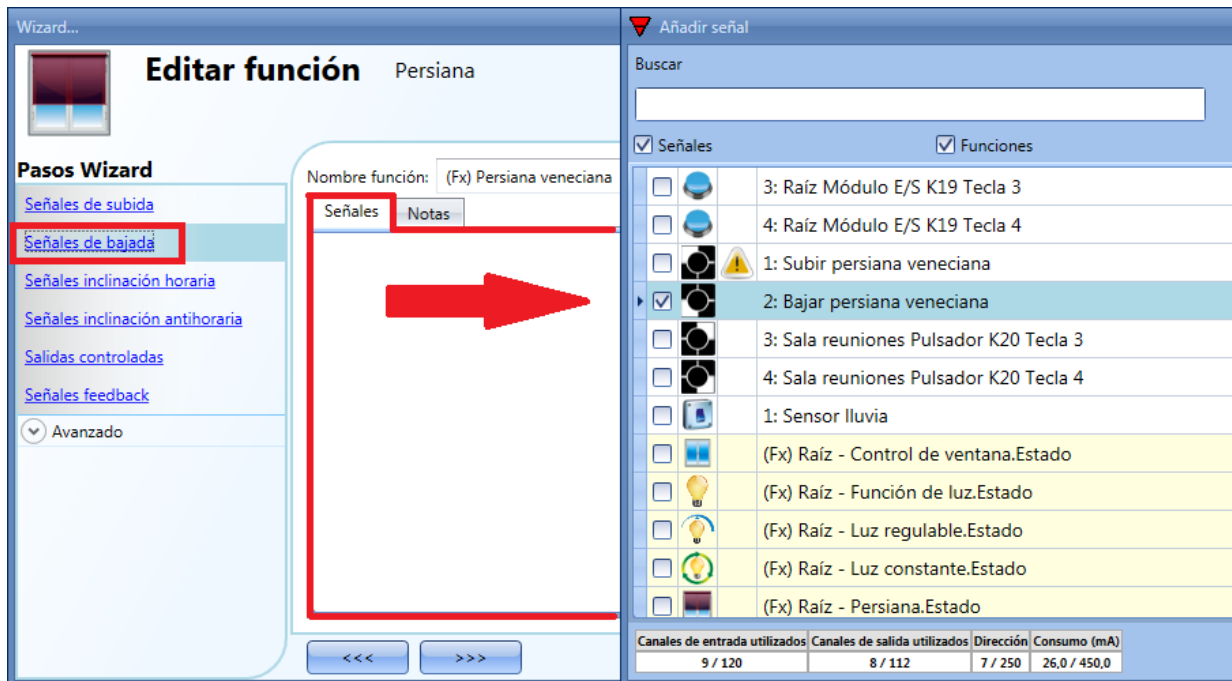 Wizard...
Editar función Persiana
Pasos Wizard
Señales de subida
Señales de bajada
Señales inclinación horaria
Señales inclinación antihoraria
Salidas controladas
Señales feedback
Avanzado
Nombre función: (Fx) Persiana veneciana
Señales Notas
<<< >>>
Añadir señal
Buscar
Señales Funciones
3: Raíz Módulo E/S K19 Tecla 3
4: Raíz Módulo E/S K19 Tecla 4
1: Subir persiana veneciana
2: Bajar persiana veneciana
3: Sala reuniones Pulsador K20 Tecla 3
4: Sala reuniones Pulsador K20 Tecla 4
1: Sensor lluvia
(Fx) Raíz - Control de ventana.Estado
(Fx) Raíz - Función de luz.Estado
(Fx) Raíz - Luz regulable.Estado
(Fx) Raíz - Luz constante.Estado
(Fx) Raíz - Persiana.Estado
Canales de entrada utilizados Canales de salida utilizados Dirección Consumo (mA)
9 / 120 8 / 112 7 / 250 26,0 / 450,0